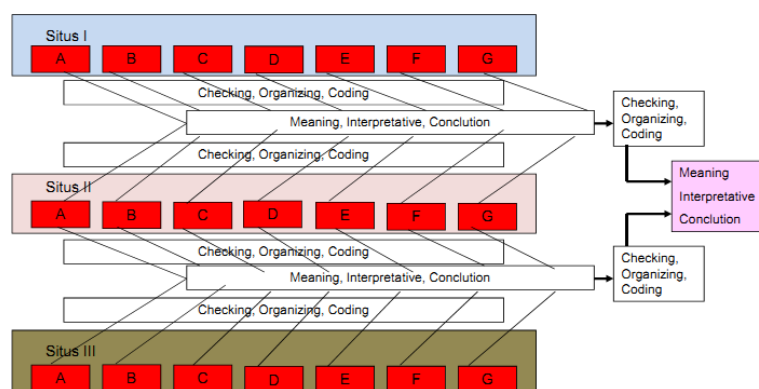 Situs I
A B C D E F G
Checking, Organizing, Coding
Meaning, Interpretative, Conclution
Checking,
Organizing,
Coding
Checking, Organizing, Coding
Meaning
Interpretative
Conclution
Situs II
A B C D E F G
Checking, Organizing, Coding
Meaning, Interpretative, Conclution
Checking,
Organizing,
Coding
Checking, Organizing, Coding
Situs III
A B C D E F G